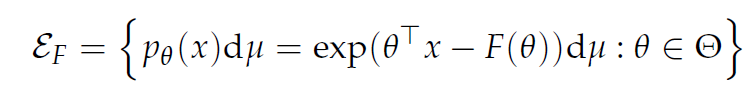 ℰ_F = { p_θ(x)dμ = exp(θ^⊤ x − F(θ))dμ : θ ∈ Θ }